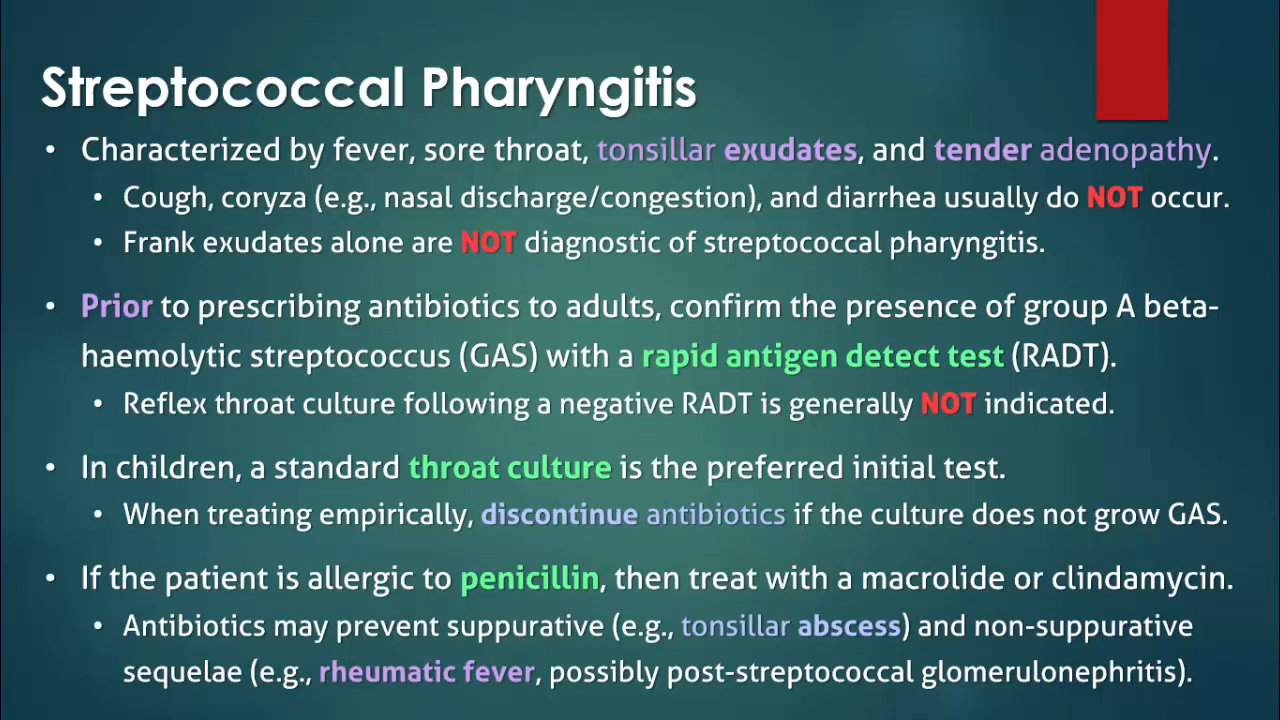 Streptococcal Pharyngitis
• Characterized by fever, sore throat, tonsillar exudates, and tender adenopathy.
• Cough, coryza (e.g., nasal discharge/congestion), and diarrhea usually do NOT occur.
• Frank exudates alone are NOT diagnostic of streptococcal pharyngitis.
• Prior to prescribing antibiotics to adults, confirm the presence of group A beta-
haemolytic streptococcus (GAS) with a rapid antigen detect test (RADT).
• Reflex throat culture following a negative RADT is generally NOT indicated.
• In children, a standard throat culture is the preferred initial test.
• When treating empirically, discontinue antibiotics if the culture does not grow GAS.
• If the patient is allergic to penicillin, then treat with a macrolide or clindamycin.
• Antibiotics may prevent suppurative (e.g., tonsillar abscess) and non-suppurative
sequelae (e.g., rheumatic fever, possibly post-streptococcal glomerulonephritis).